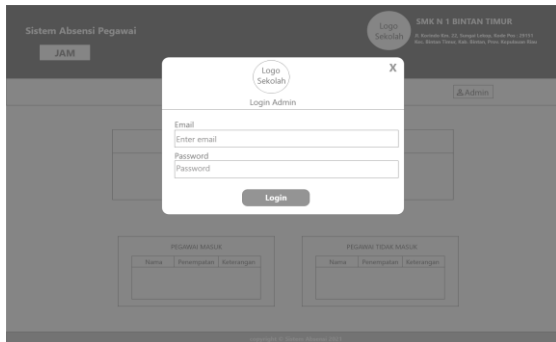 Sistem Absensi Pegawai
JAM
Logo
Sekolah
SMK N 1 BINTAN TIMUR
Admin
X
Logo
Sekolah
Login Admin
Email
Enter email
Password
Password
Login
PEGAWAI MASUK
Nama Penempatan Keterangan
PEGAWAI TIDAK MASUK
Nama Penempatan Keterangan